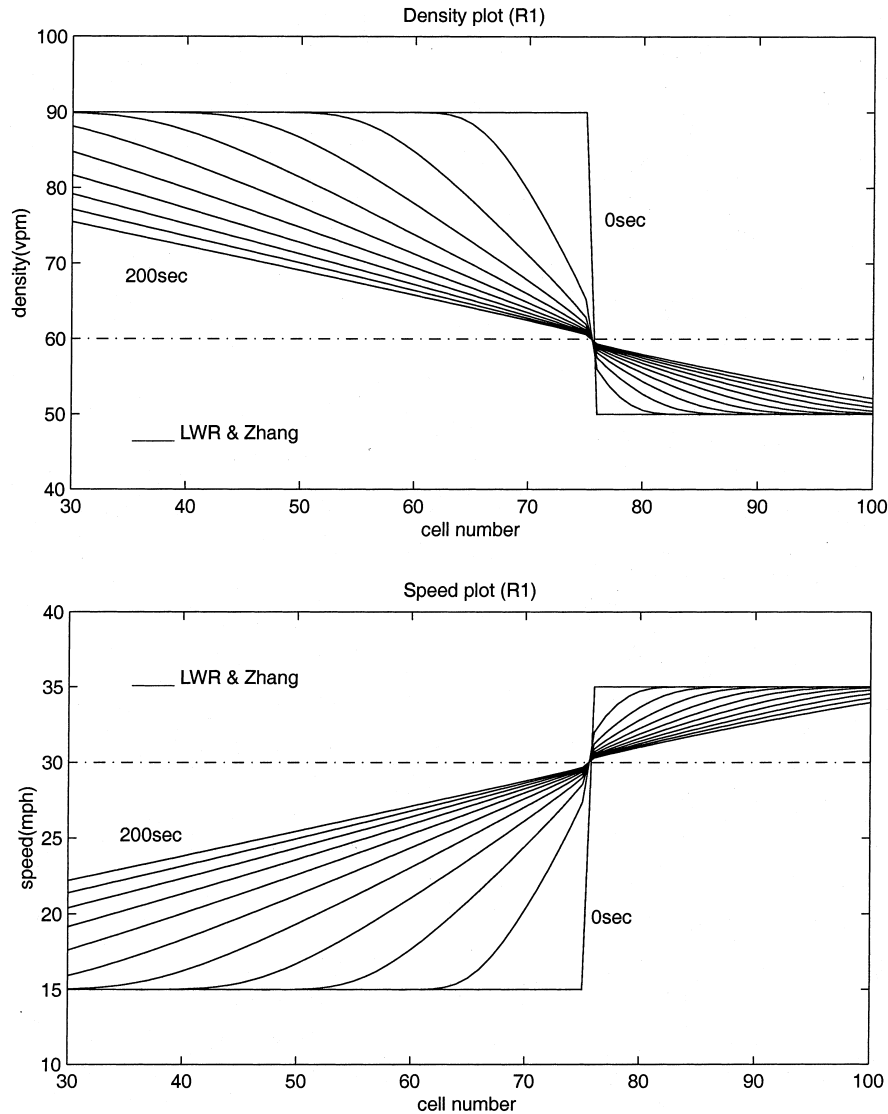 Density plot (R1)
100
90
80
70
60
50
40
density(vpm)
0sec
200sec
LWR & Zhang
30 40 50 60 70 80 90 100
cell number
Speed plot (R1)
40
35
30
25
20
15
10
speed(mph)
LWR & Zhang
200sec
0sec
30 40 50 60 70 80 90 100
cell number